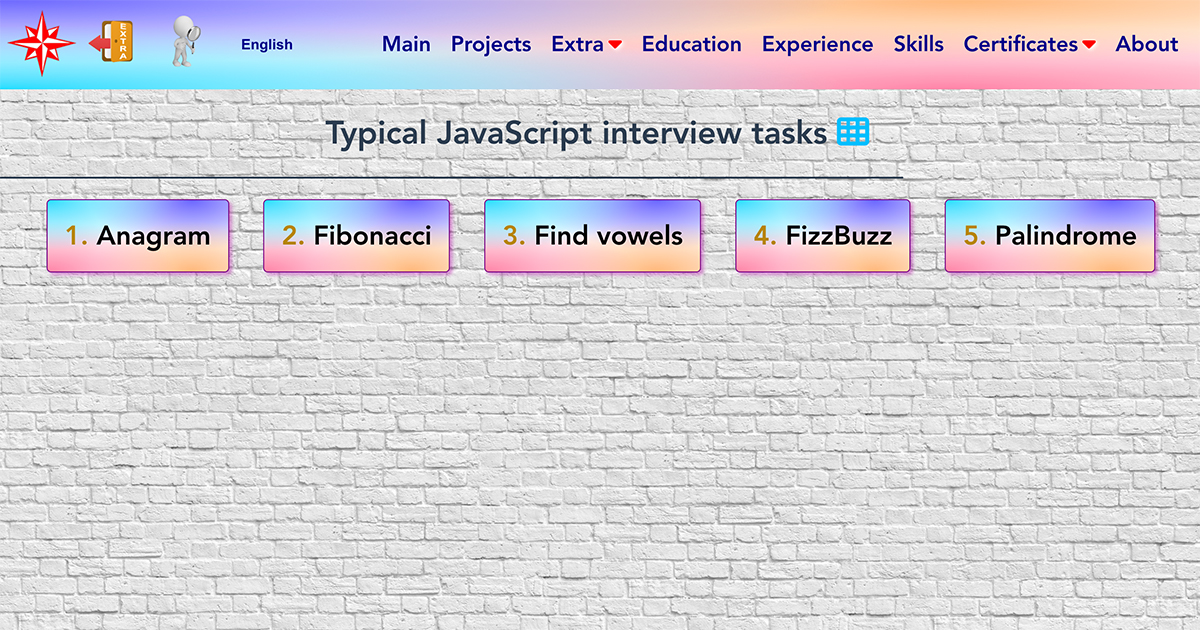 EXTRA
English
Main Projects Extra Education Experience Skills Certificates About
Typical JavaScript interview tasks
1. Anagram
2. Fibonacci
3. Find vowels
4. FizzBuzz
5. Palindrome